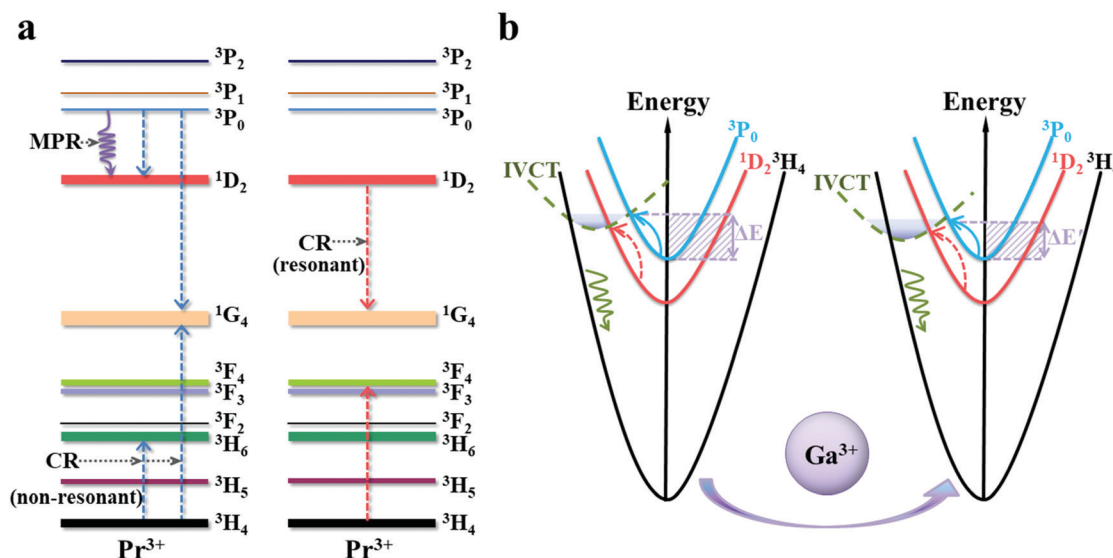 a
³P₂
³P₁
³P₀
MPR
¹D₂
¹G₄
³F₄
³F₃
³F₂
³H₆
CR
(non-resonant)
³H₅
³H₄
Pr³⁺
³P₂
³P₁
³P₀
¹D₂
CR
(resonant)
¹G₄
³F₄
³F₃
³F₂
³H₆
³H₅
³H₄
Pr³⁺
b
Energy
³P₀
¹D₂ ³H₄
IVCT
ΔE
Energy
³P₀
¹D₂ ³H
IVCT
ΔE'
Ga³⁺